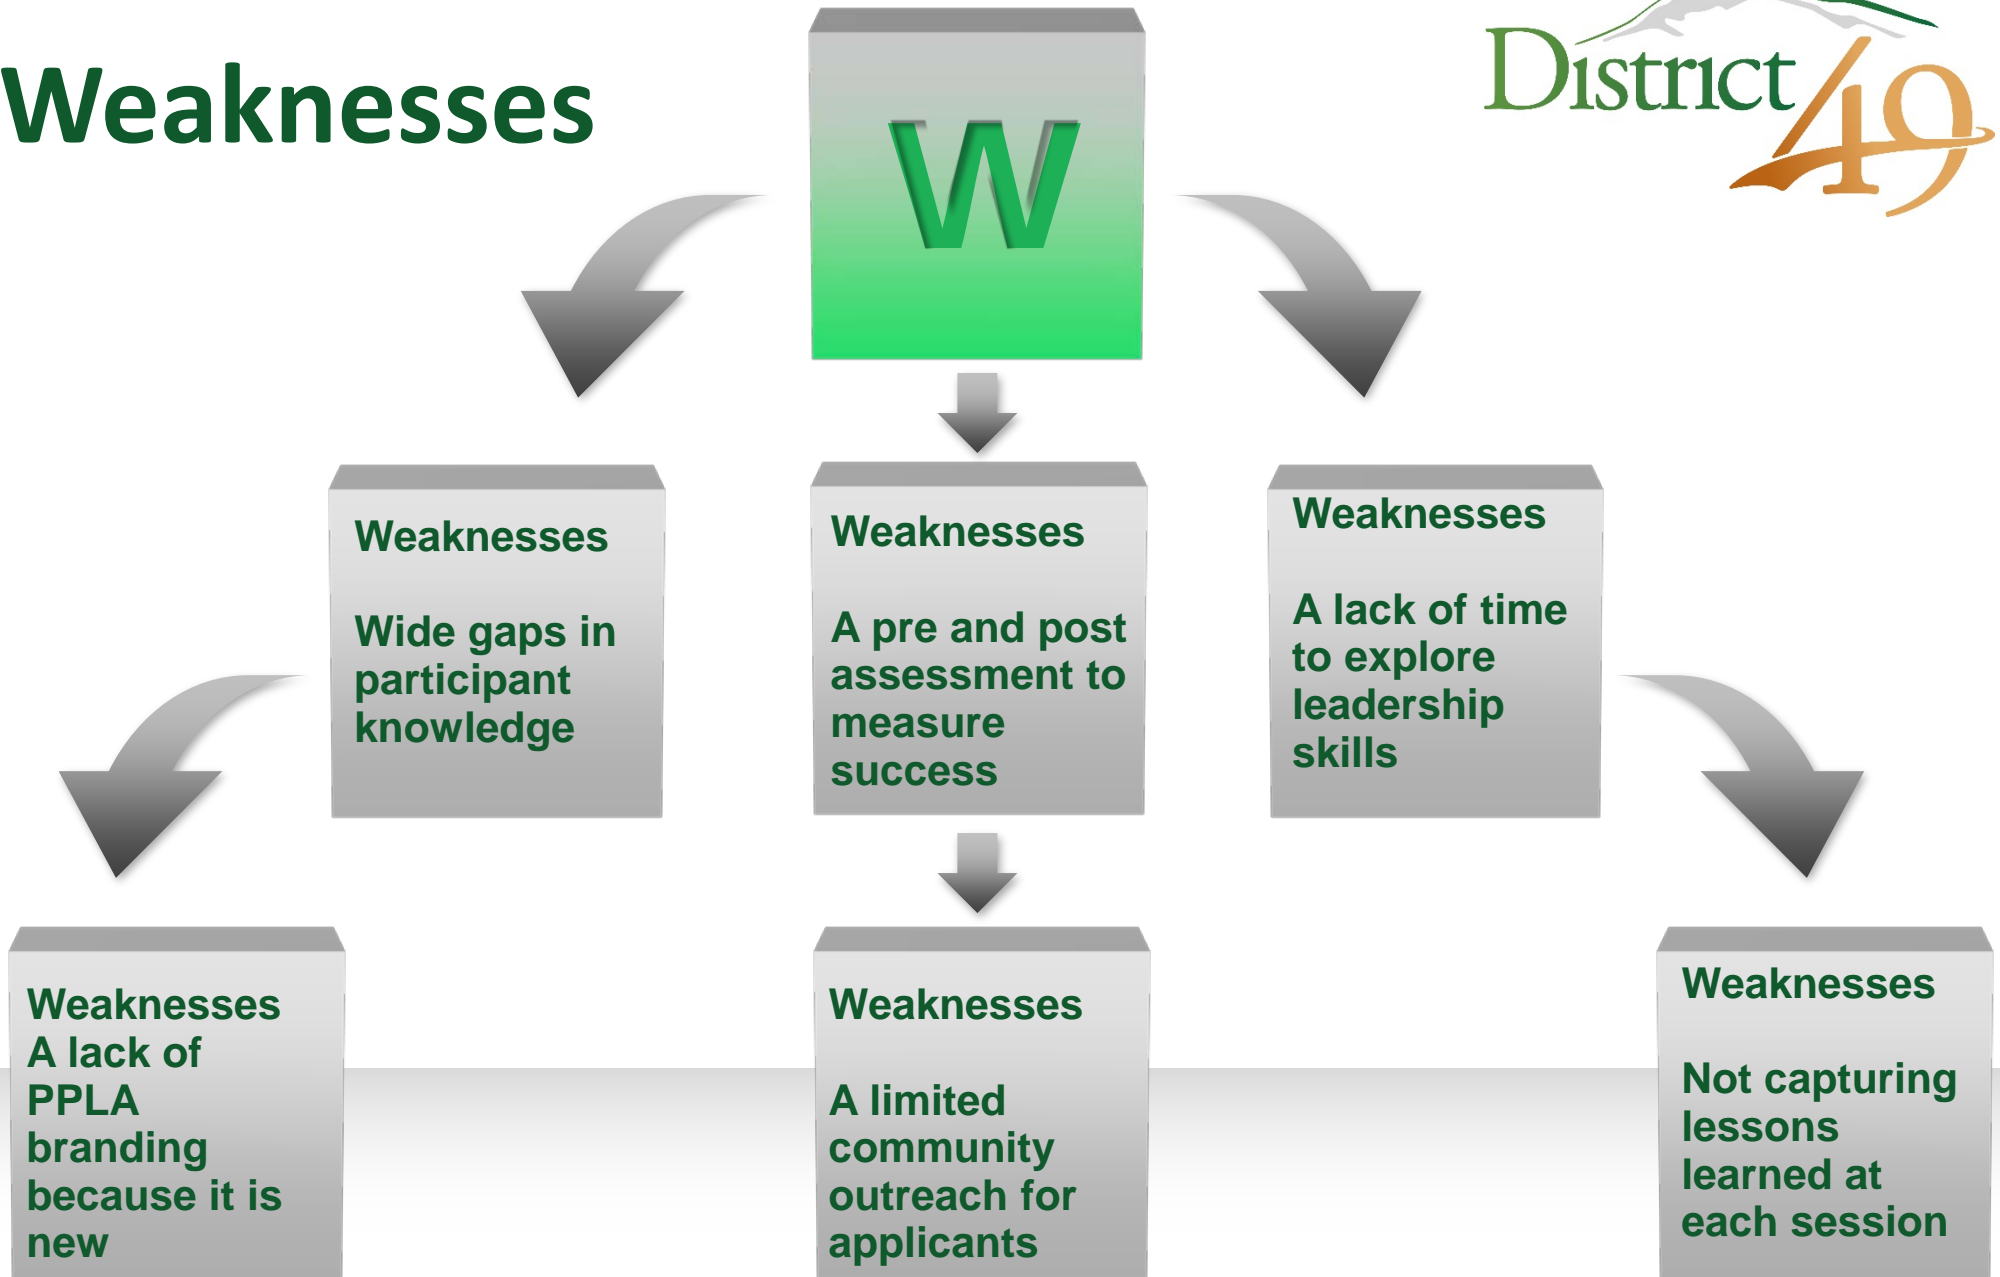 Weaknesses
W
District
49
Weaknesses
Wide gaps in
participant
knowledge
Weaknesses
A pre and post
assessment to
measure
success
Weaknesses
A lack of time
to explore
leadership
skills
Weaknesses
A lack of
PPLA
branding
because it is
new
Weaknesses
A limited
community
outreach for
applicants
Weaknesses
Not capturing
lessons
learned at
each session